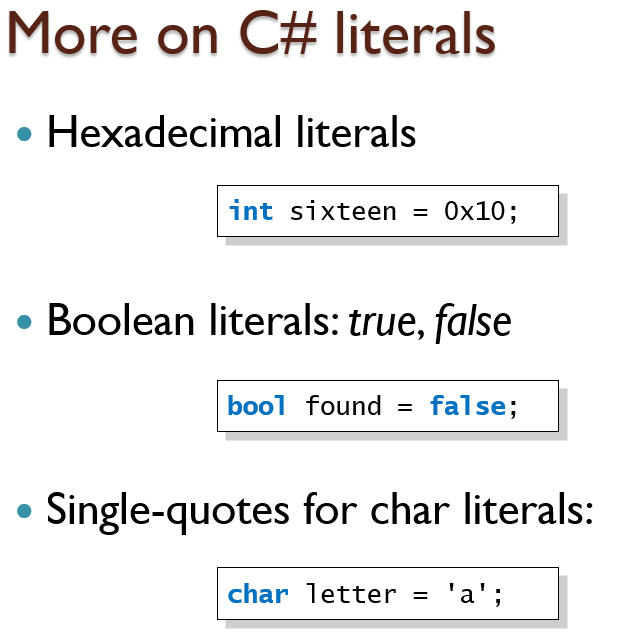 More on C# literals
• Hexadecimal literals
int sixteen = 0x10;
• Boolean literals: true, false
bool found = false;
• Single-quotes for char literals:
char letter = 'a';